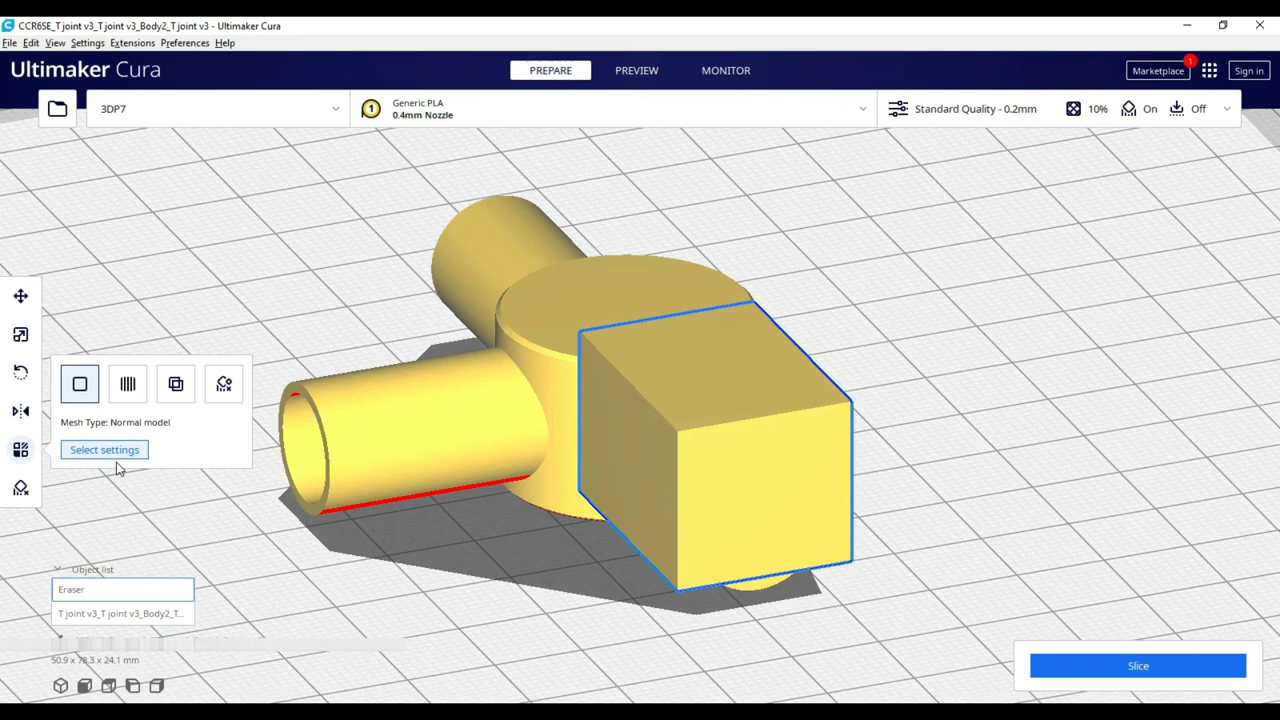 CCR6SE_T joint v3_T joint v3_Body2_T joint v3 - Ultimaker Cura
File Edit View Settings Extensions Preferences Help
Ultimaker Cura
PREPARE PREVIEW MONITOR
Marketplace 1 Sign in
3DP7
1 Generic PLA
0.4mm Nozzle
Standard Quality - 0.2mm 10% On Off
Mesh Type: Normal model
Select settings
Object list
Eraser
T joint v3_T joint v3_Body2_T...
50.9 x 78.3 x 24.1 mm
Slice